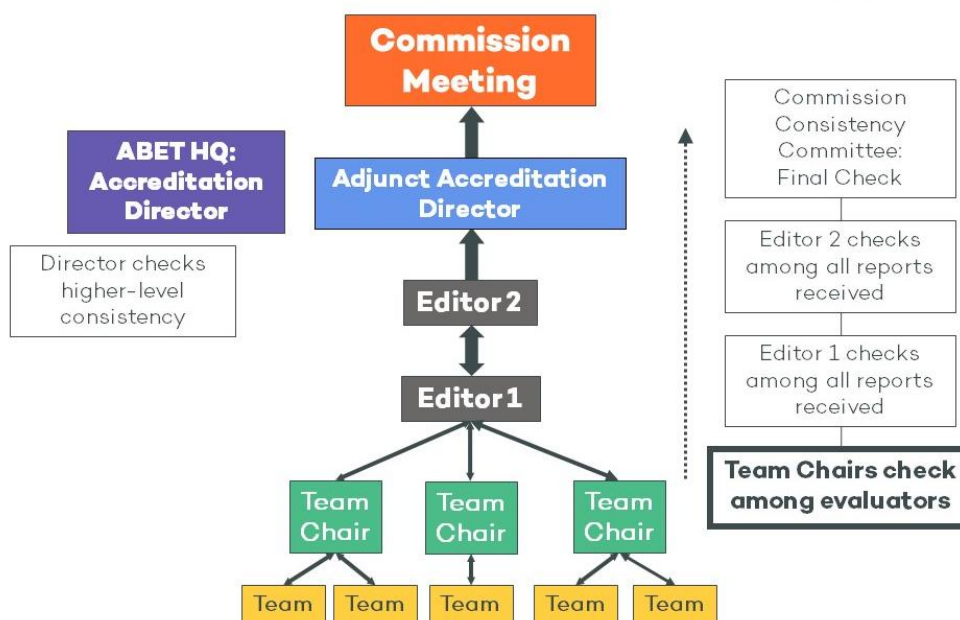 Commission
Meeting
ABET HQ:
Accreditation
Director
Director checks
higher-level
consistency
Adjunct Accreditation
Director
Editor 2
Editor 1
Team
Chair
Team
Chair
Team
Chair
Team
Team
Team
Team
Team
Commission
Consistency
Committee:
Final Check
Editor 2 checks
among all reports
received
Editor 1 checks
among all reports
received
Team Chairs check
among evaluators